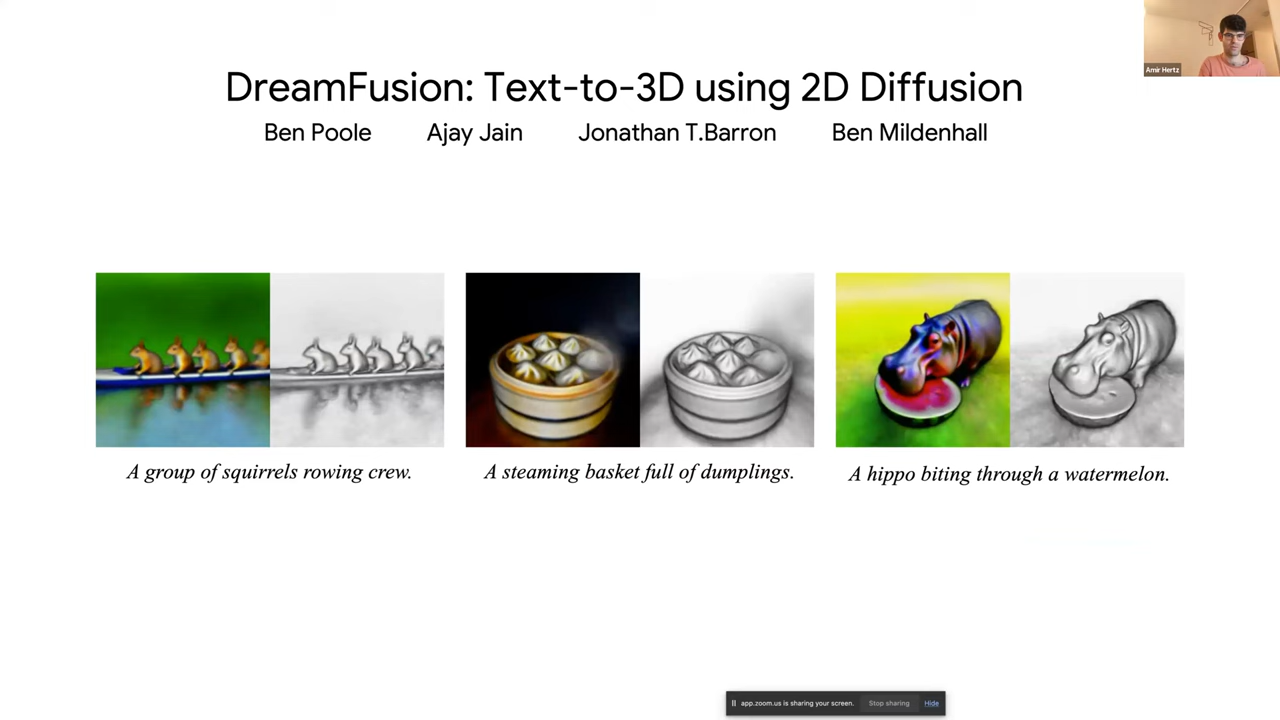 Amir Hertz
DreamFusion: Text-to-3D using 2D Diffusion
Ben Poole Ajay Jain Jonathan T.Barron Ben Mildenhall
A group of squirrels rowing crew.
A steaming basket full of dumplings.
A hippo biting through a watermelon.
app.zoom.us is sharing your screen. Stop sharing Hide